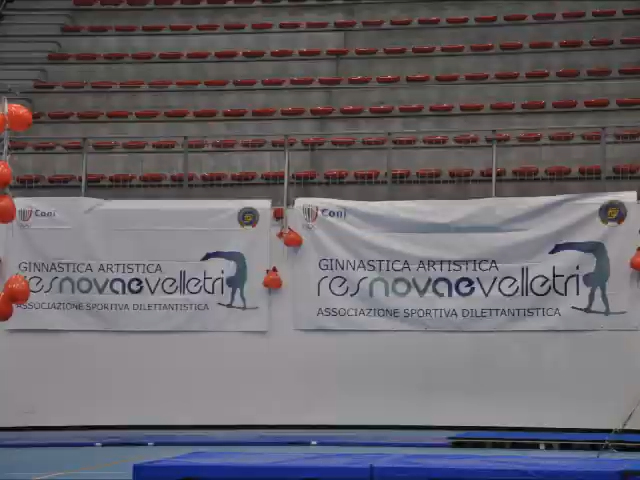 Coni
GINNASTICA ARTISTICA
resnovaevelletri
ASSOCIAZIONE SPORTIVA DILETTANTISTICA
Coni
GINNASTICA ARTISTICA
resnovaevelletri
ASSOCIAZIONE SPORTIVA DILETTANTISTICA